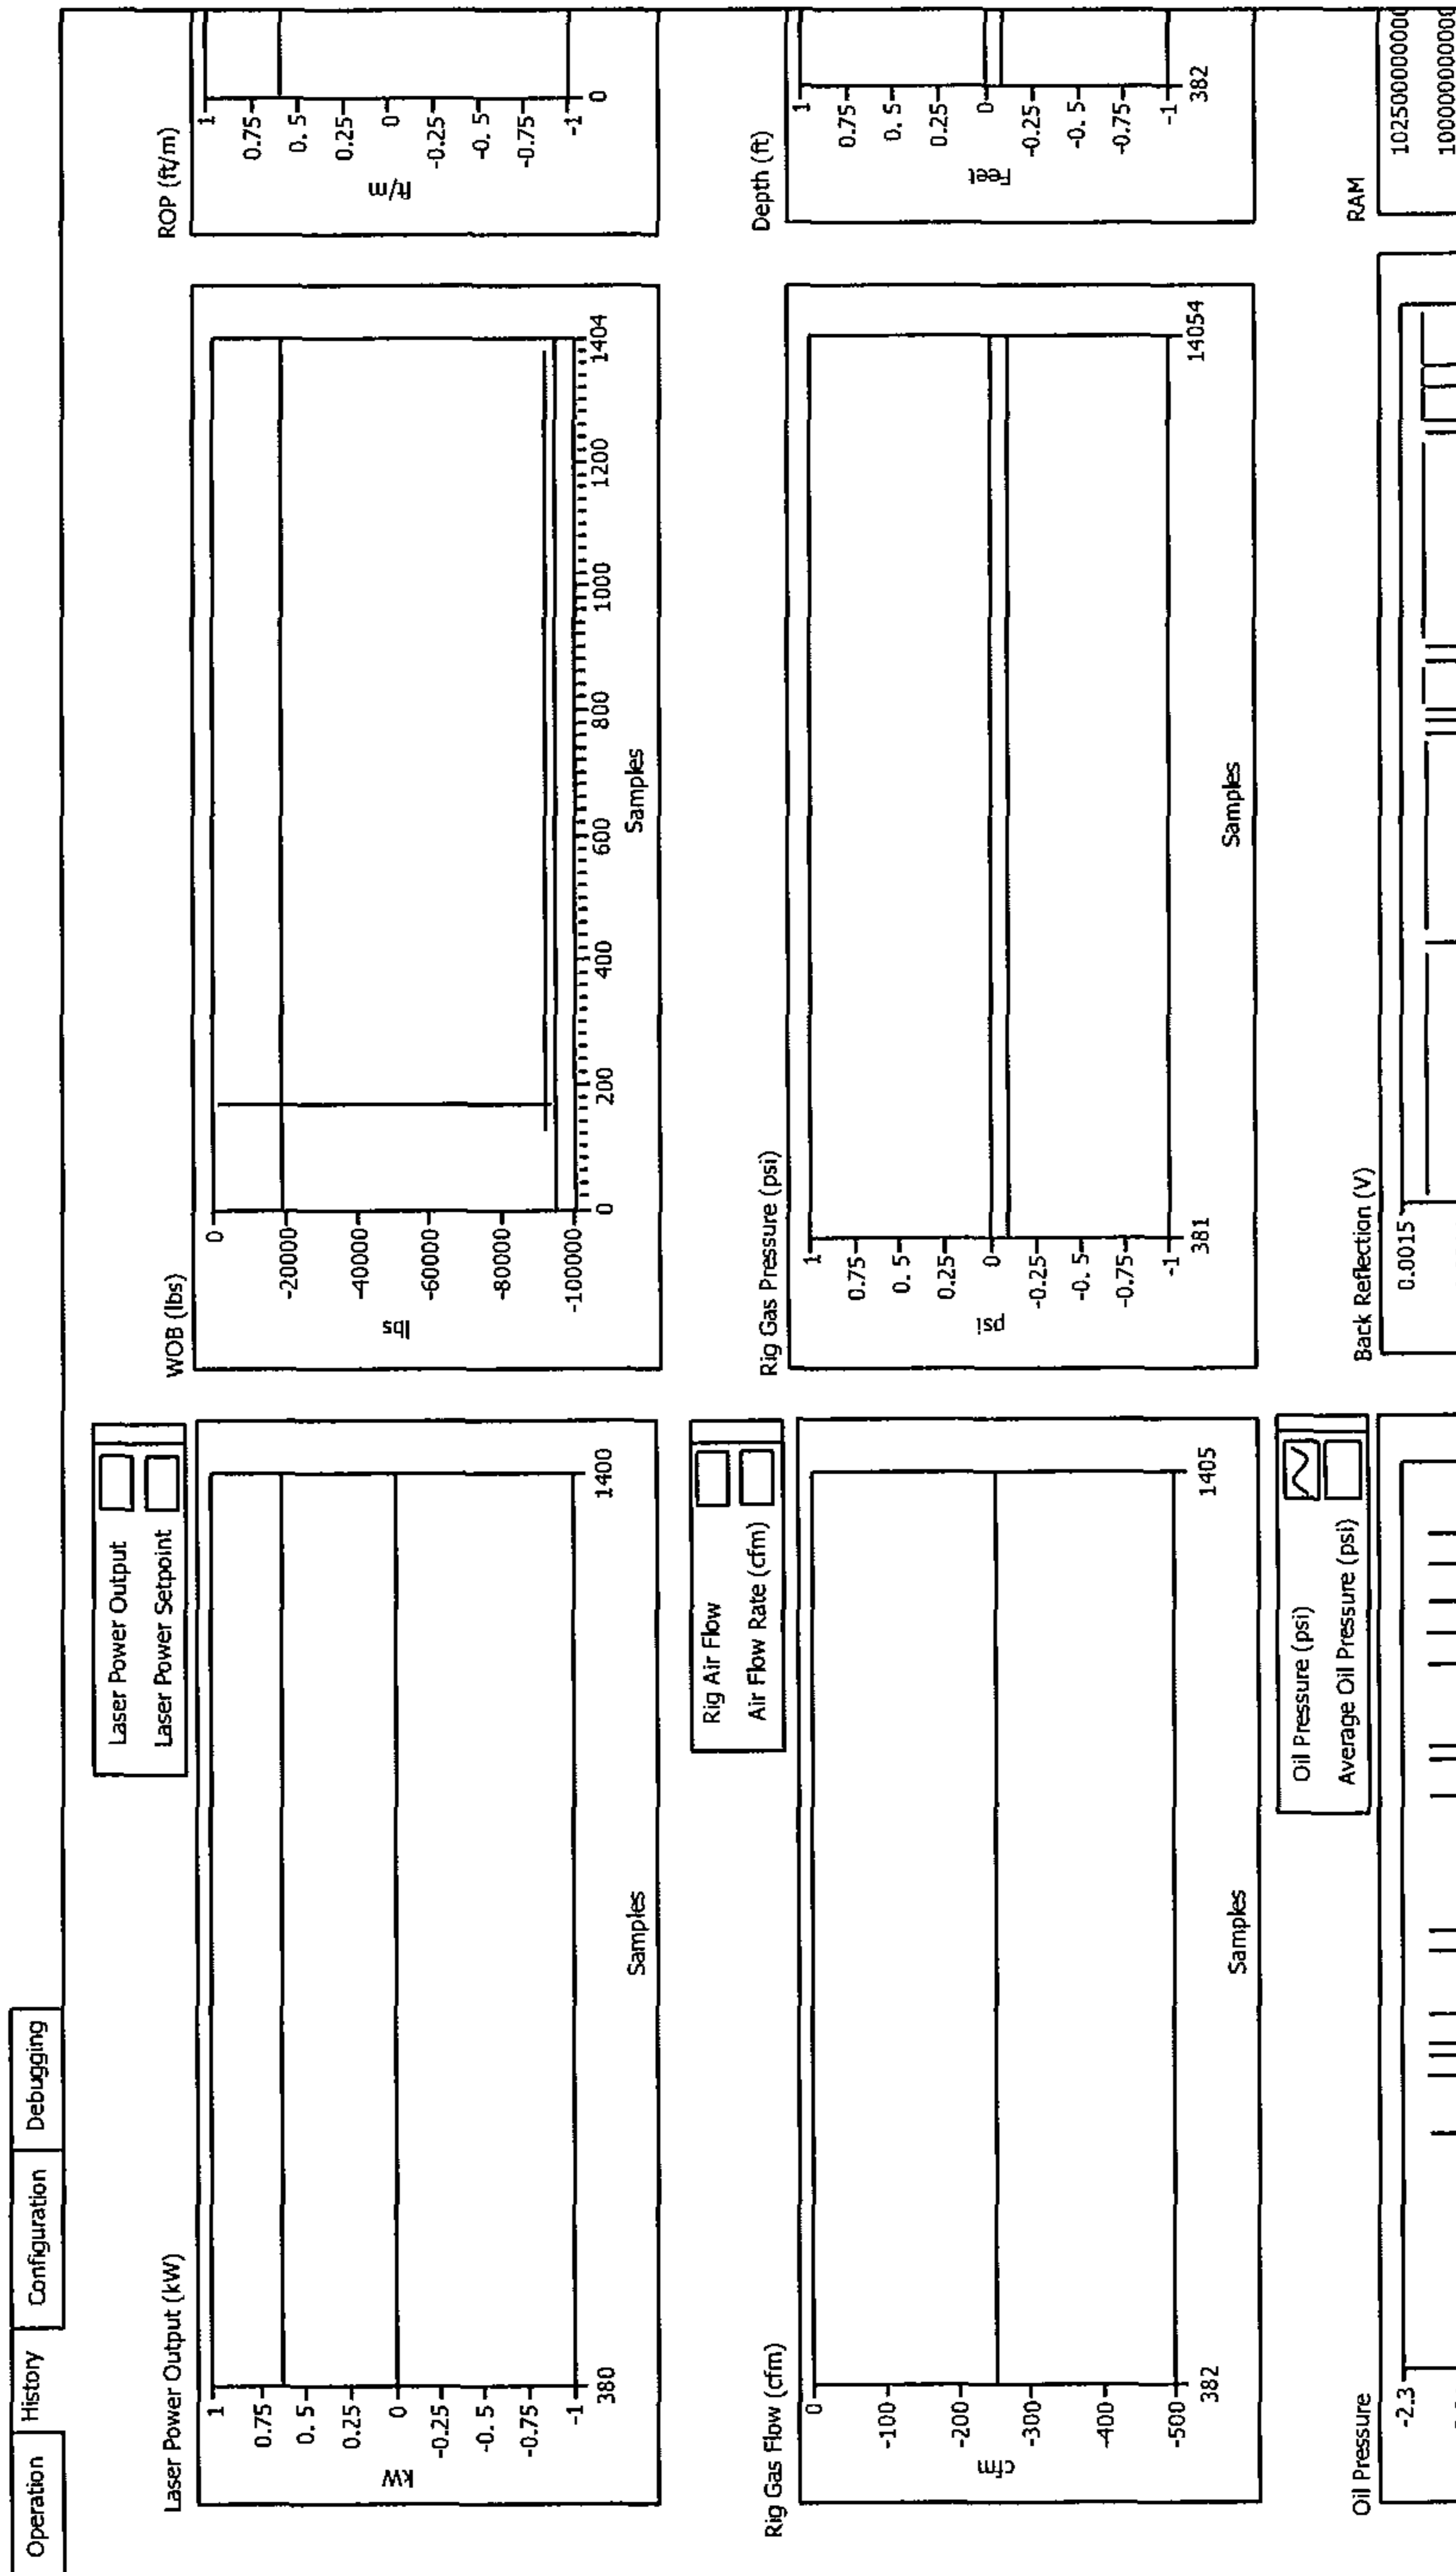 Operation History Configuration Debugging
Laser Power Output
Laser Power Setpoint
Laser Power Output (kW)
1
0.75
0. 5
0.25
0
-0.25
-0. 5
-0.75
-1
kW
380
1400
Samples
WOB (lbs)
0
-20000
-40000
-60000
-80000
-100000
lbs
0 200 400 600 800 1000 1200 1404
Samples
ROP (ft/m)
1
0.75
0. 5
0.25
0
-0.25
-0. 5
-0.75
-1
ft/m
0
Rig Air Flow
Air Flow Rate (cfm)
Rig Gas Flow (cfm)
0
-100
-200
-300
-400
-500
cfm
382
1405
Samples
Rig Gas Pressure (psi)
1
0.75
0. 5
0.25
0
-0.25
-0. 5
-0.75
-1
psi
381
14054
Samples
Depth (ft)
1
0.75
0. 5
0.25
0
-0.25
-0. 5
-0.75
-1
Feet
382
Oil Pressure (psi)
Average Oil Pressure (psi)
Oil Pressure
-2.3
Back Reflection (V)
0.0015
RAM